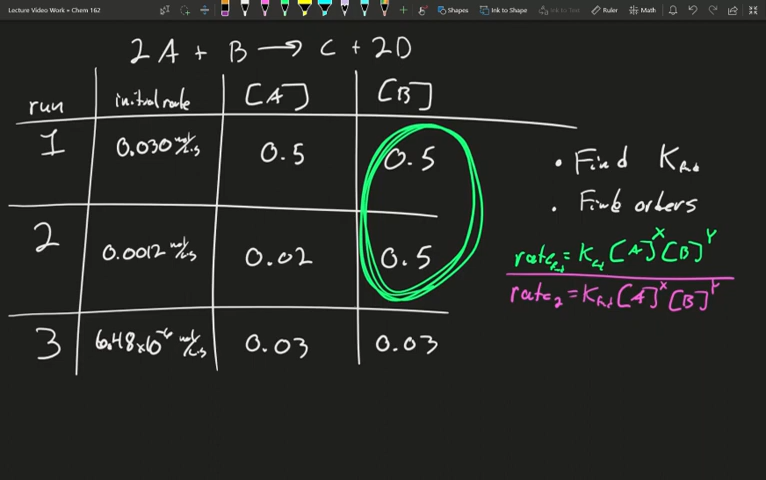 Lecture Video Work • Chem 162
Shapes Ink to Shape Ink to Text Ruler Math
2A + B → C + 2D
run initial rate [A] [B]
1 0.030 mol/L·s 0.5 0.5
2 0.0012 mol/L·s 0.02 0.5
3 6.48×10⁻⁶ mol/L·s 0.03 0.03
• Find K
• Find orders
rate = K [A]ˣ[B]ʸ
rate₂ = K [A]ˣ[B]ʸ